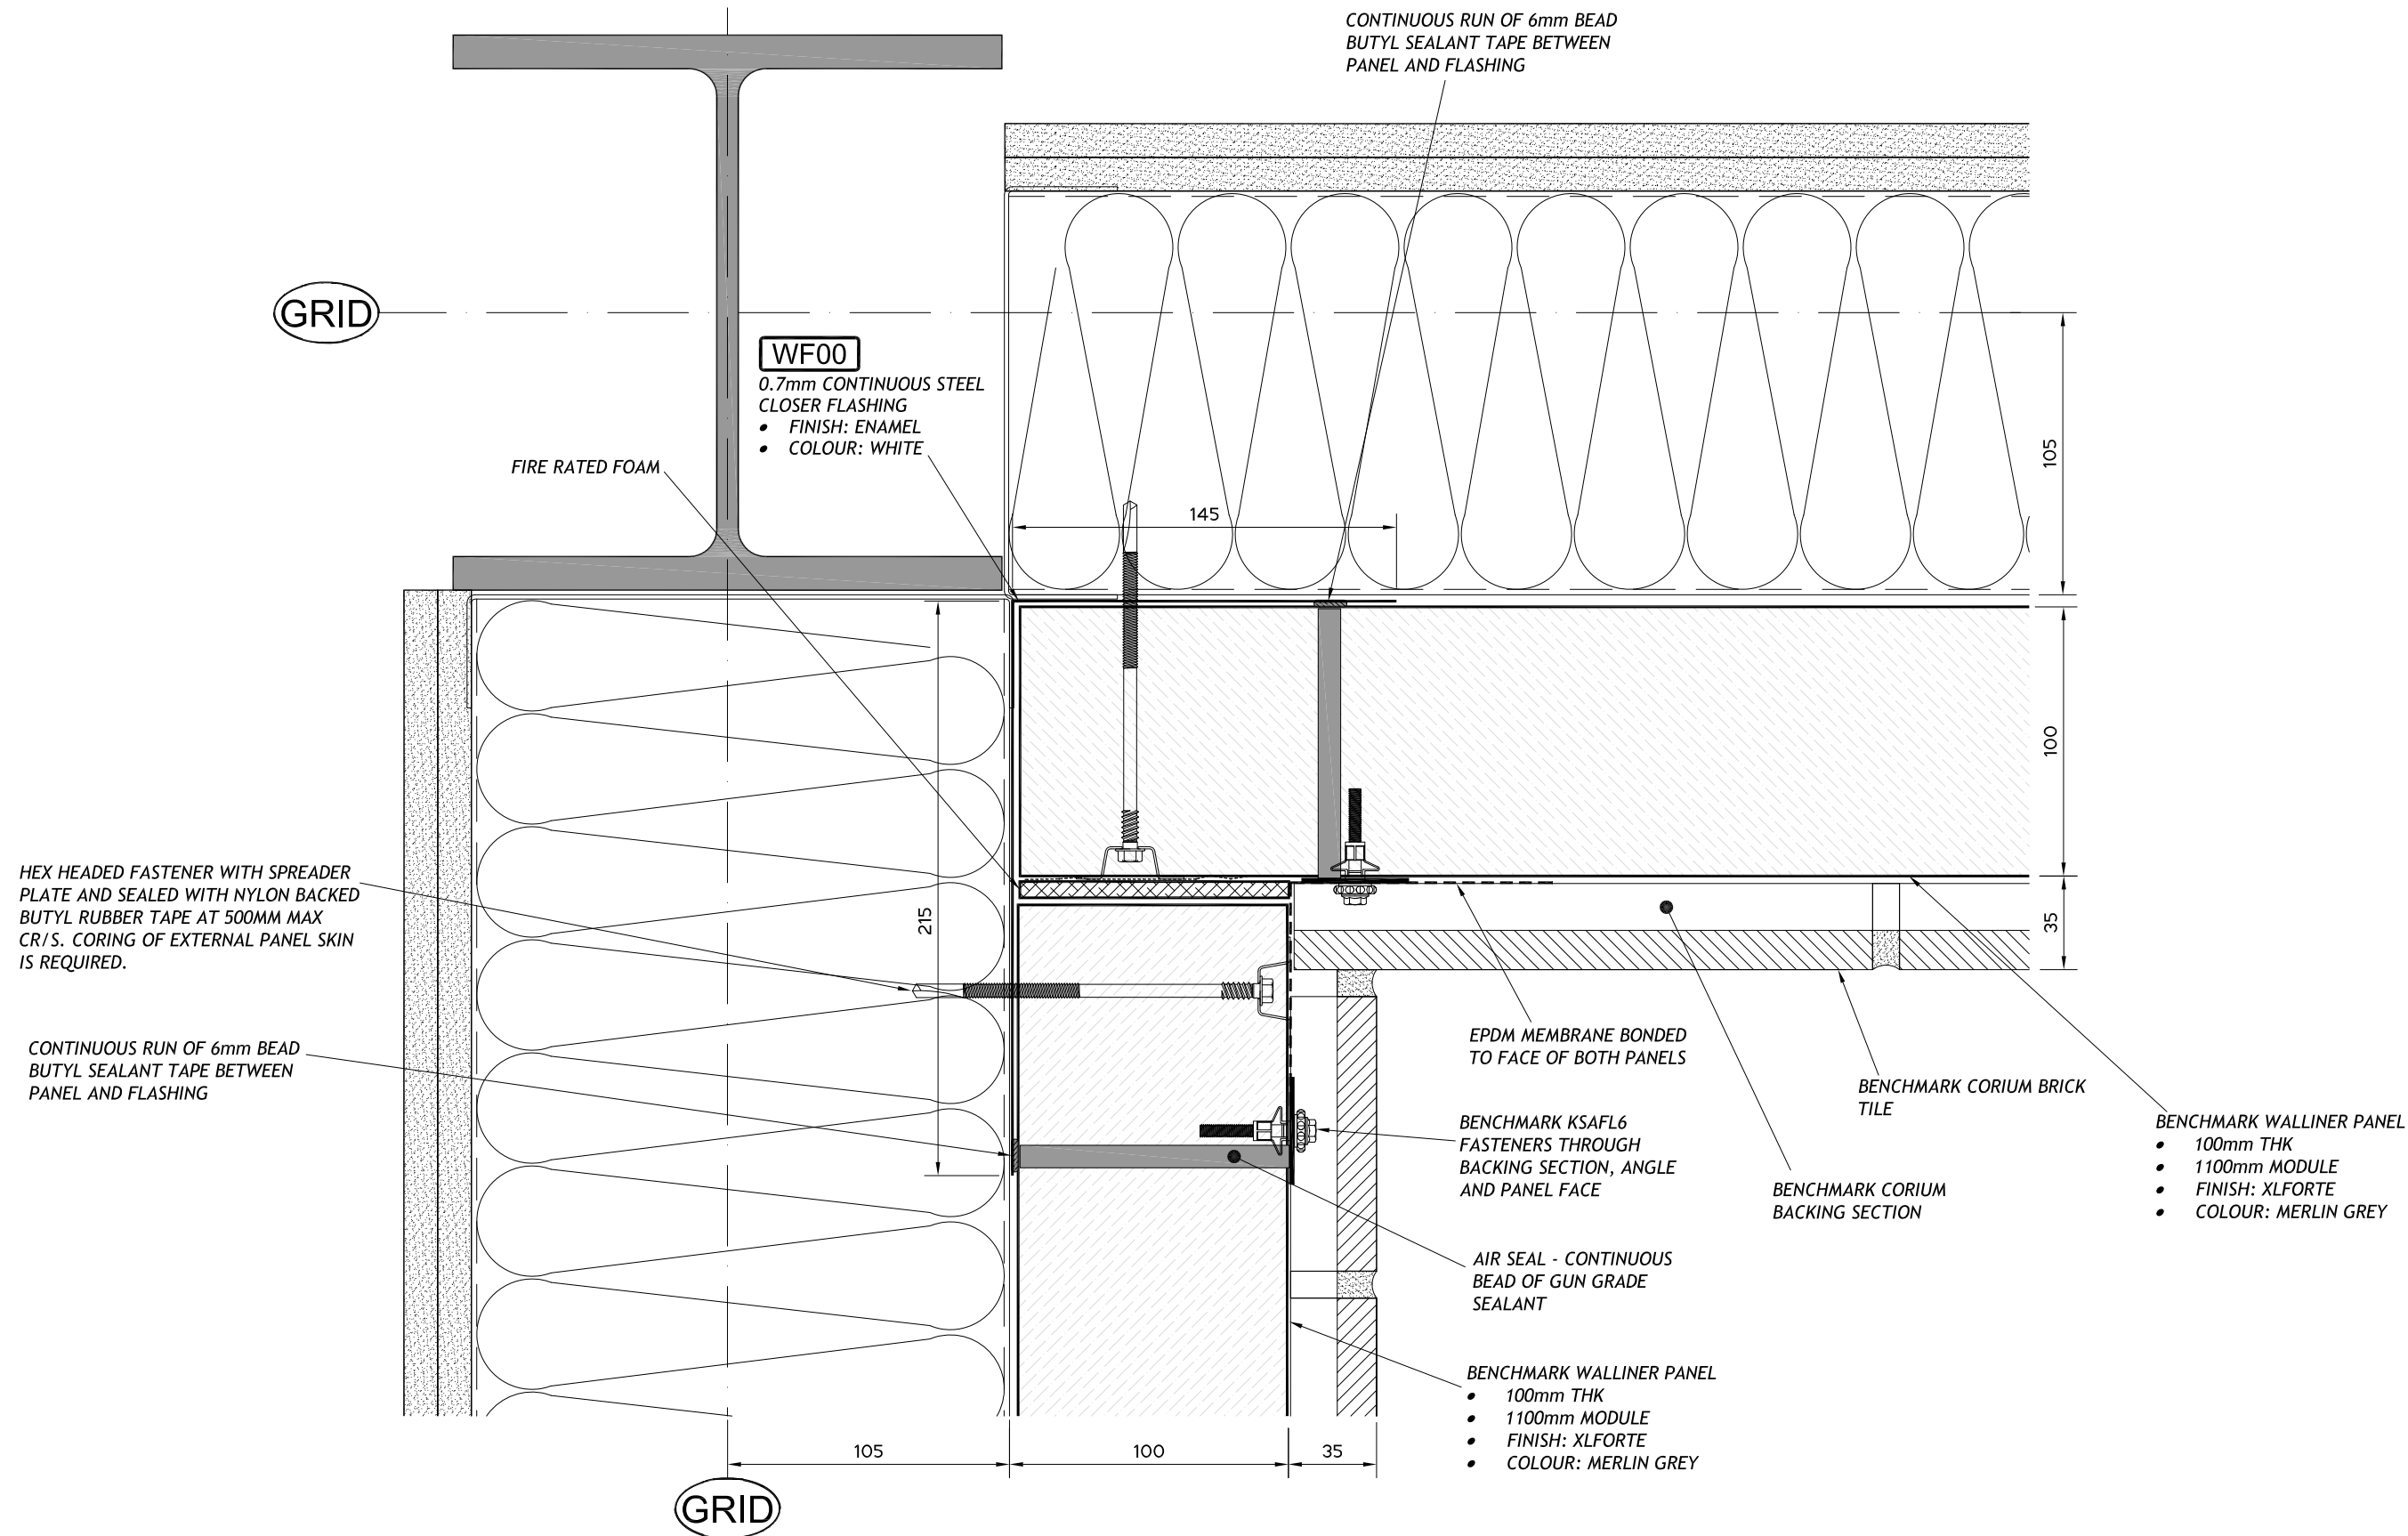 CONTINUOUS RUN OF 6mm BEAD
BUTYL SEALANT TAPE BETWEEN
PANEL AND FLASHING
GRID
WF00
0.7mm CONTINUOUS STEEL
CLOSER FLASHING
• FINISH: ENAMEL
• COLOUR: WHITE
FIRE RATED FOAM
105
145
100
HEX HEADED FASTENER WITH SPREADER
PLATE AND SEALED WITH NYLON BACKED
BUTYL RUBBER TAPE AT 500MM MAX
CR/S. CORING OF EXTERNAL PANEL SKIN
IS REQUIRED.
215
35
CONTINUOUS RUN OF 6mm BEAD
BUTYL SEALANT TAPE BETWEEN
PANEL AND FLASHING
EPDM MEMBRANE BONDED
TO FACE OF BOTH PANELS
BENCHMARK CORIUM BRICK
TILE
BENCHMARK KSAFL6
FASTENERS THROUGH
BACKING SECTION, ANGLE
AND PANEL FACE
BENCHMARK CORIUM
BACKING SECTION
BENCHMARK WALLINER PANEL
• 100mm THK
• 1100mm MODULE
• FINISH: XLFORTE
• COLOUR: MERLIN GREY
AIR SEAL - CONTINUOUS
BEAD OF GUN GRADE
SEALANT
BENCHMARK WALLINER PANEL
• 100mm THK
• 1100mm MODULE
• FINISH: XLFORTE
• COLOUR: MERLIN GREY
105
100
35
GRID